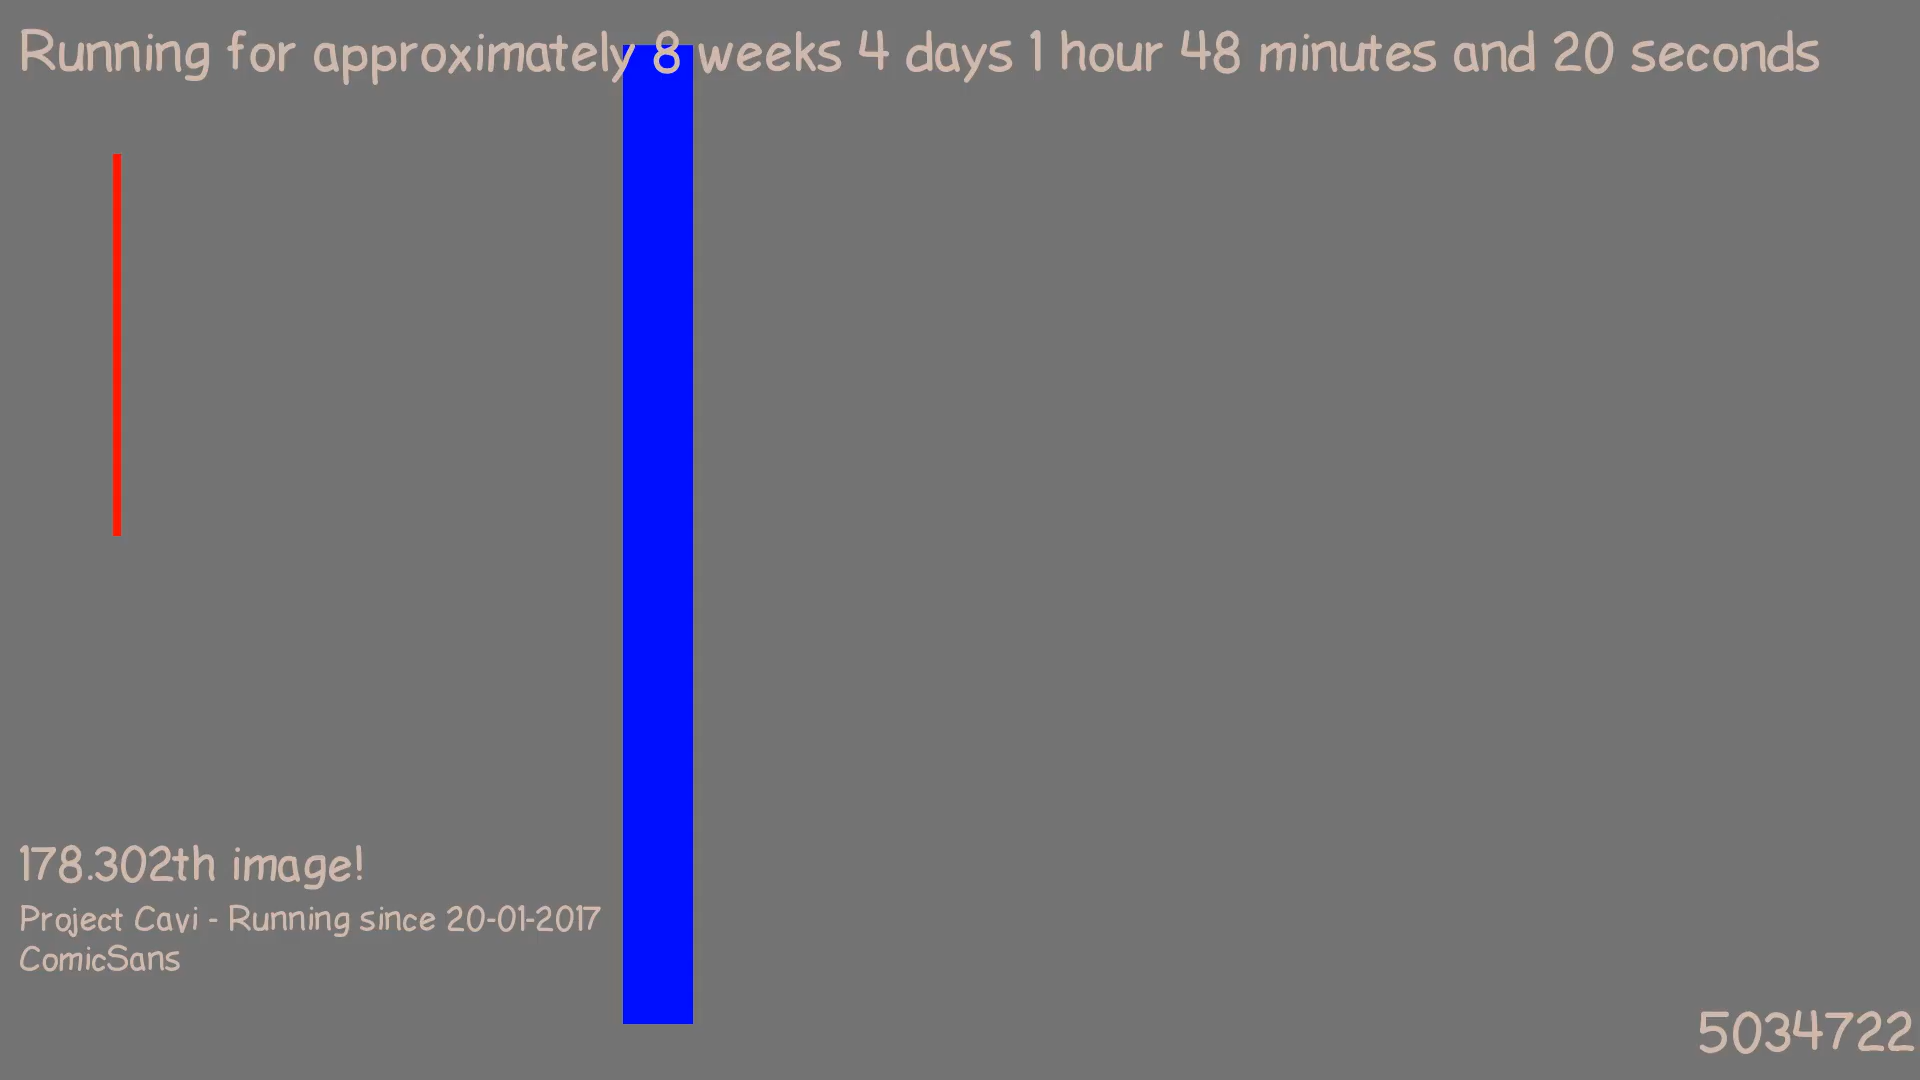 Running for approximately 8 weeks 4 days 1 hour 48 minutes and 20 seconds
178.302th image!
Project Cavi - Running since 20-01-2017
ComicSans
5034722